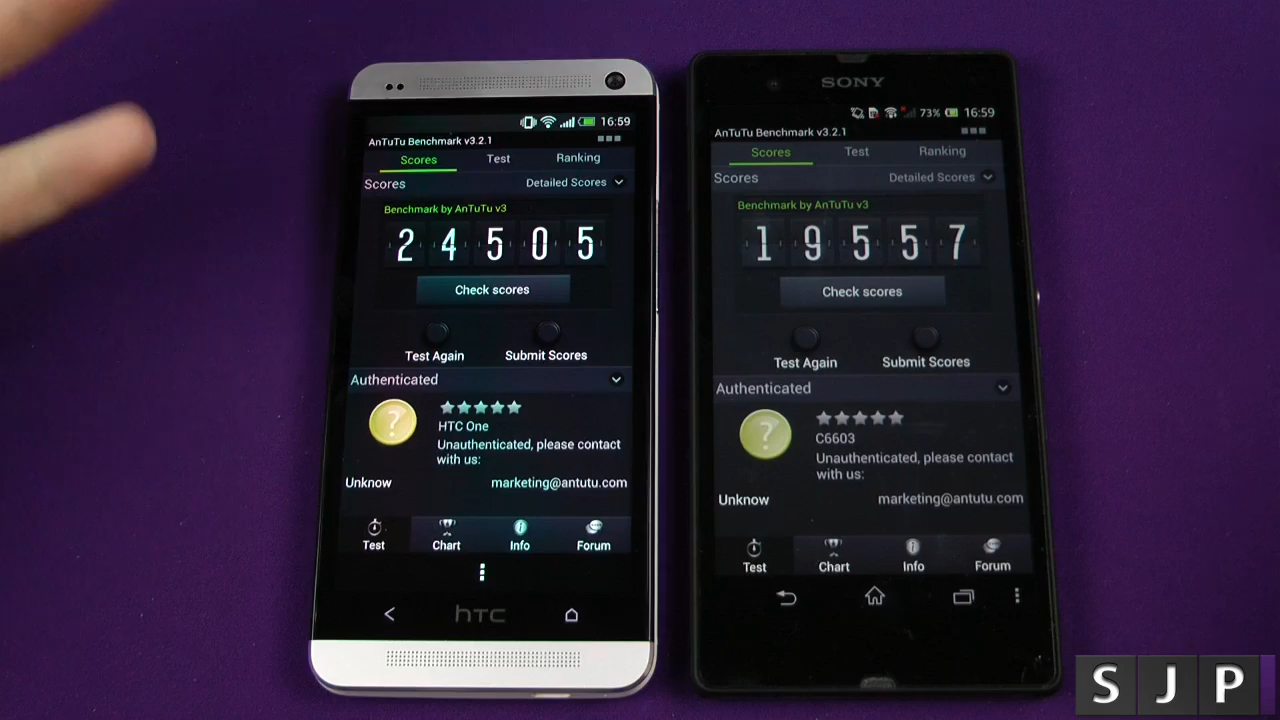 16:59
AnTuTu Benchmark v3.2.1
Scores Test Ranking
Scores Detailed Scores
Benchmark by AnTuTu v3
24505
Check scores
Test Again Submit Scores
Authenticated
?
HTC One
Unauthenticated, please contact
with us:
Unknow marketing@antutu.com
Test Chart Info Forum
hTC
SONY
73% 16:59
AnTuTu Benchmark v3.2.1
Scores Test Ranking
Scores Detailed Scores
Benchmark by AnTuTu v3
19557
Check scores
Test Again Submit Scores
Authenticated
?
C6603
Unauthenticated, please contact
with us:
Unknow marketing@antutu.com
Test Chart Info Forum
SJP